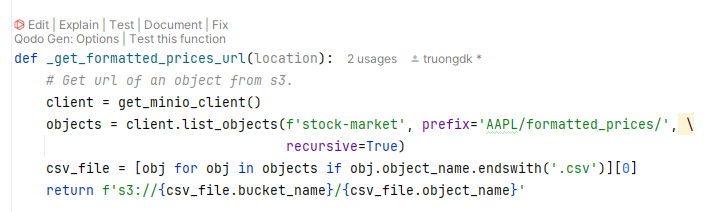 Edit | Explain | Test | Document | Fix
Qodo Gen: Options | Test this function
def _get_formatted_prices_url(location):   2 usages   truongdk *
    # Get url of an object from s3.
    client = get_minio_client()
    objects = client.list_objects(f'stock-market', prefix='AAPL/formatted_prices/', \
                                  recursive=True)
    csv_file = [obj for obj in objects if obj.object_name.endswith('.csv')][0]
    return f's3://{csv_file.bucket_name}/{csv_file.object_name}'